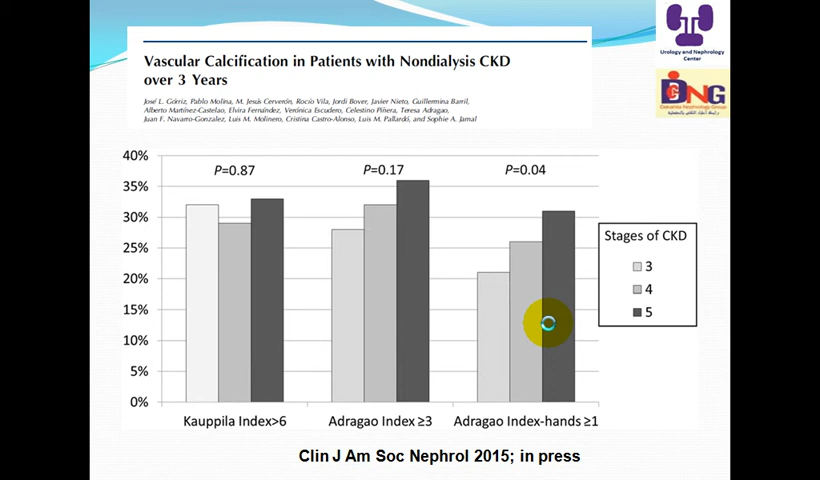 Vascular Calcification in Patients with Nondialysis CKD
over 3 Years
José L. Górriz, Pablo Molina, M. Jesús Cerverón, Rocío Vila, Jordi Bover, Javier Nieto, Guillermina Barril,
Alberto Martínez-Castelao, Elvira Fernández, Verónica Escudero, Celestino Piñera, Teresa Adragao,
Juan F. Navarro-Gonzalez, Luis M. Molinero, Cristina Castro-Alonso, Luis M. Pallardó, and Sophie A. Jamal
Urology and Nephrology
Center
DNG
Dakahlia Nephrology Group
40%
35%
30%
25%
20%
15%
10%
5%
0%
P=0.87
P=0.17
P=0.04
Kauppila Index>6
Adragao Index ≥3
Adragao Index-hands ≥1
Stages of CKD
3
4
5
Clin J Am Soc Nephrol 2015; in press